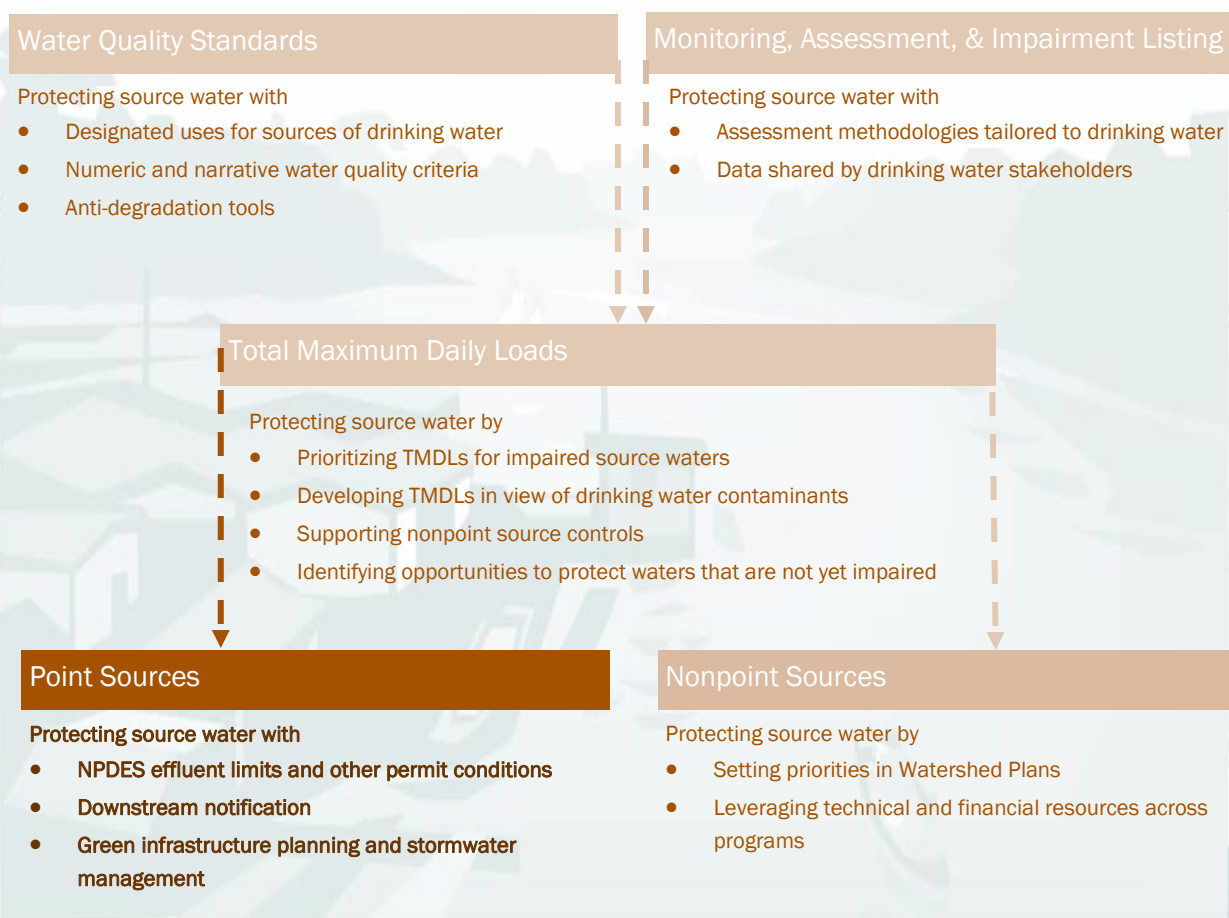 Water Quality Standards
Protecting source water with
• Designated uses for sources of drinking water
• Numeric and narrative water quality criteria
• Anti-degradation tools
Monitoring, Assessment, & Impairment Listing
Protecting source water with
• Assessment methodologies tailored to drinking water
• Data shared by drinking water stakeholders
Total Maximum Daily Loads
Protecting source water by
• Prioritizing TMDLs for impaired source waters
• Developing TMDLs in view of drinking water contaminants
• Supporting nonpoint source controls
• Identifying opportunities to protect waters that are not yet impaired
Point Sources
Protecting source water with
• NPDES effluent limits and other permit conditions
• Downstream notification
• Green infrastructure planning and stormwater
management
Nonpoint Sources
Protecting source water by
• Setting priorities in Watershed Plans
• Leveraging technical and financial resources across
programs